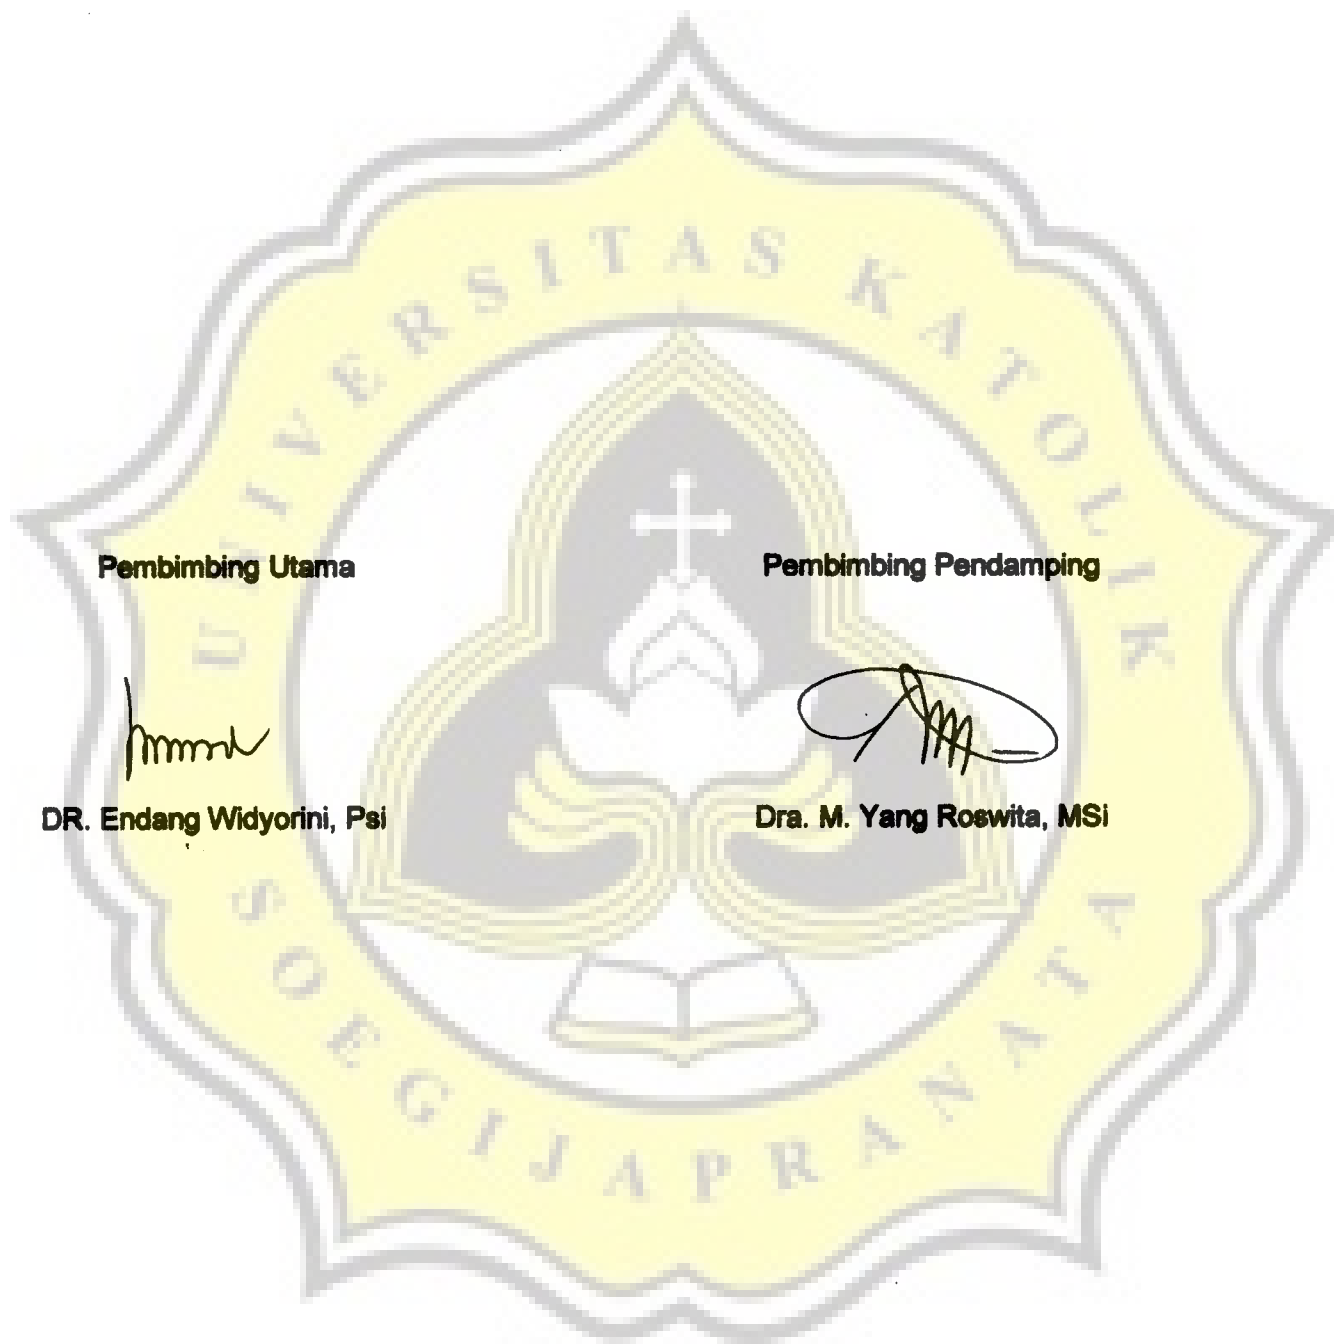 UNIVERSITAS KATOLIK
Pembimbing Utama
Pembimbing Pendamping
DR. Endang Widyorini, Psi
Dra. M. Yang Roswita, MSi
SOEGIJAPRANATA